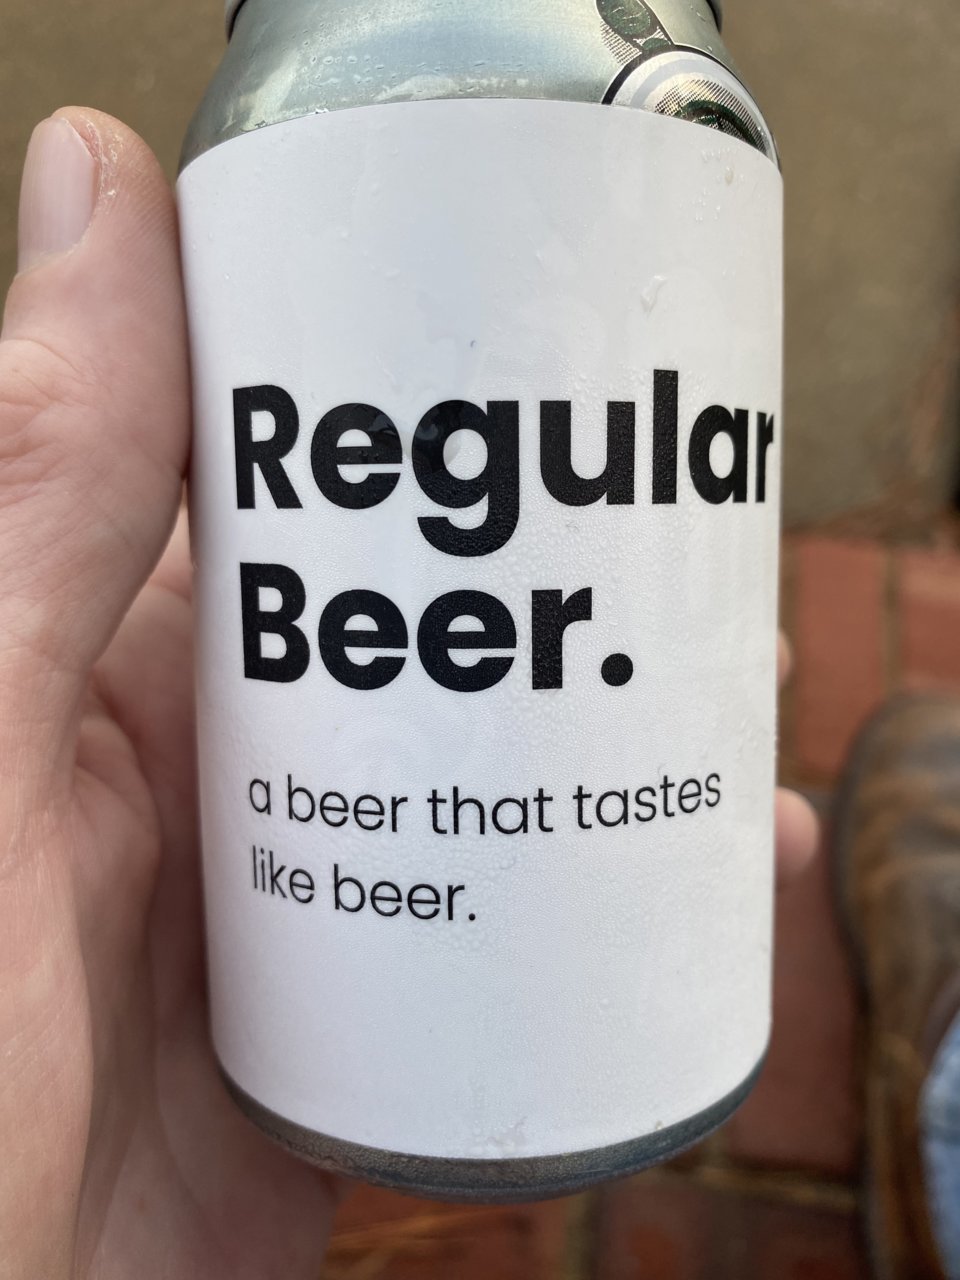 Regular
Beer.
a beer that tastes
like beer.